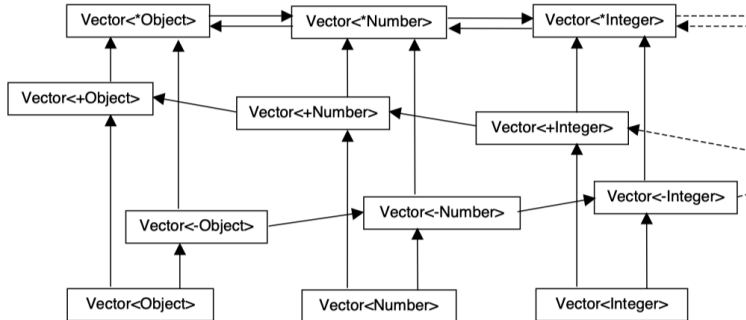 Vector<*Object>
Vector<*Number>
Vector<*Integer>
Vector<+Object>
Vector<+Number>
Vector<+Integer>
Vector<-Object>
Vector<-Number>
Vector<-Integer>
Vector<Object>
Vector<Number>
Vector<Integer>